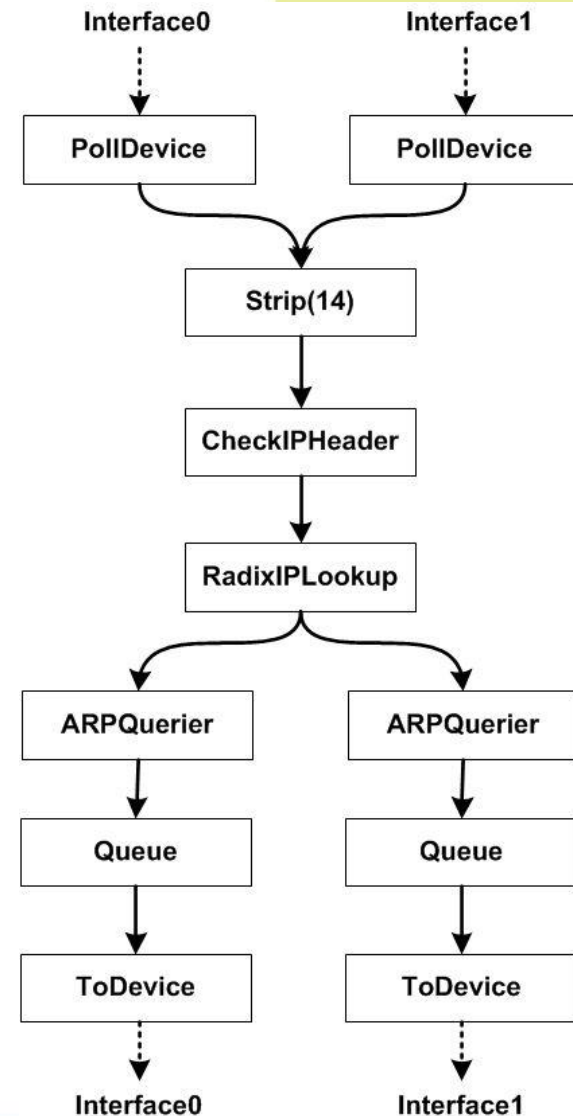 Interface0 Interface1
PollDevice PollDevice
Strip(14)
CheckIPHeader
RadixIPLookup
ARPQuerier ARPQuerier
Queue Queue
ToDevice ToDevice
Interface0 Interface1